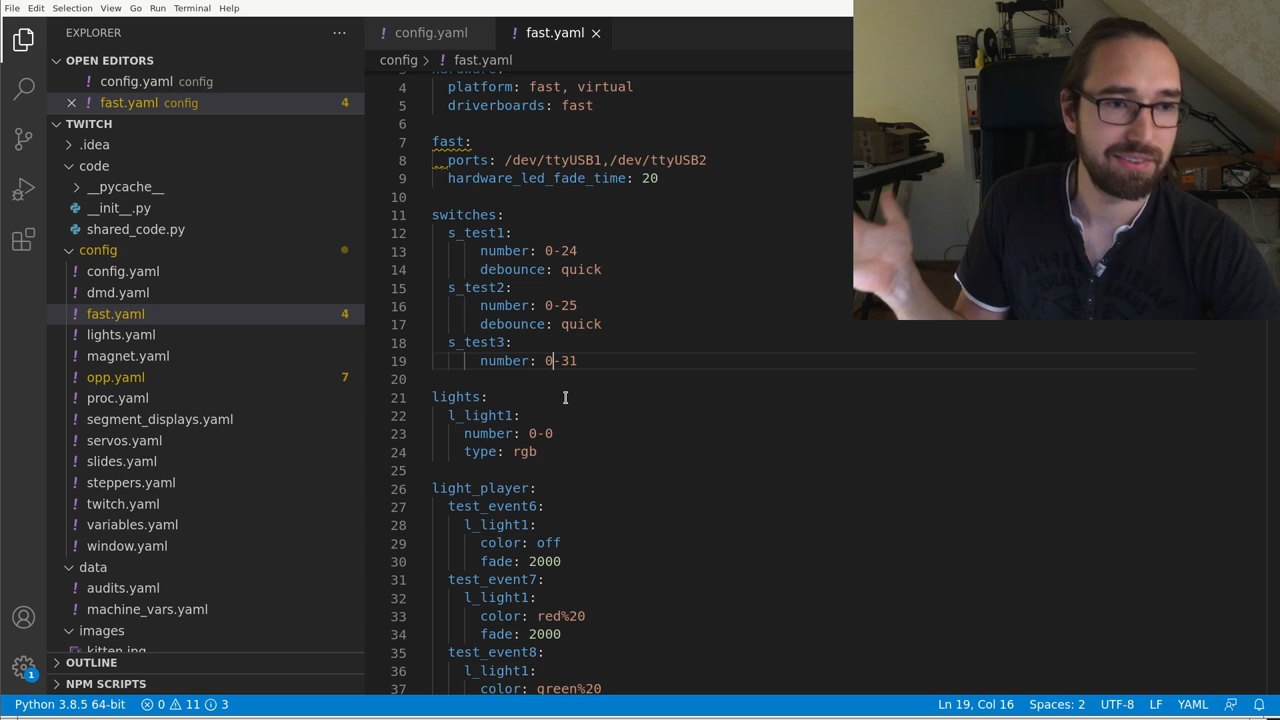 File Edit Selection View Go Run Terminal Help
EXPLORER
OPEN EDITORS
config.yaml config
fast.yaml config 4
TWITCH
.idea
code
__pycache__
__init__.py
shared_code.py
config
config.yaml
dmd.yaml
fast.yaml 4
lights.yaml
magnet.yaml
opp.yaml 7
proc.yaml
segment_displays.yaml
servos.yaml
slides.yaml
steppers.yaml
twitch.yaml
variables.yaml
window.yaml
data
audits.yaml
machine_vars.yaml
images
kitten.jpg
OUTLINE
NPM SCRIPTS
1
config.yaml
fast.yaml
config > fast.yaml
3 hardware:
4 platform: fast, virtual
5 driverboards: fast
6
7 fast:
8 ports: /dev/ttyUSB1,/dev/ttyUSB2
9 hardware_led_fade_time: 20
10
11 switches:
12 s_test1:
13 number: 0-24
14 debounce: quick
15 s_test2:
16 number: 0-25
17 debounce: quick
18 s_test3:
19 number: 0-31
20
21 lights:
22 l_light1:
23 number: 0-0
24 type: rgb
25
26 light_player:
27 test_event6:
28 l_light1:
29 color: off
30 fade: 2000
31 test_event7:
32 l_light1:
33 color: red%20
34 fade: 2000
35 test_event8:
36 l_light1:
37 color: green%20
Python 3.8.5 64-bit 0 11 3 Ln 19, Col 16 Spaces: 2 UTF-8 LF YAML